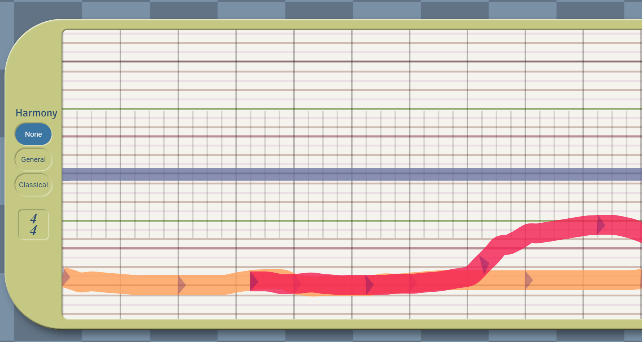 Harmony
None
General
Classical
4
4